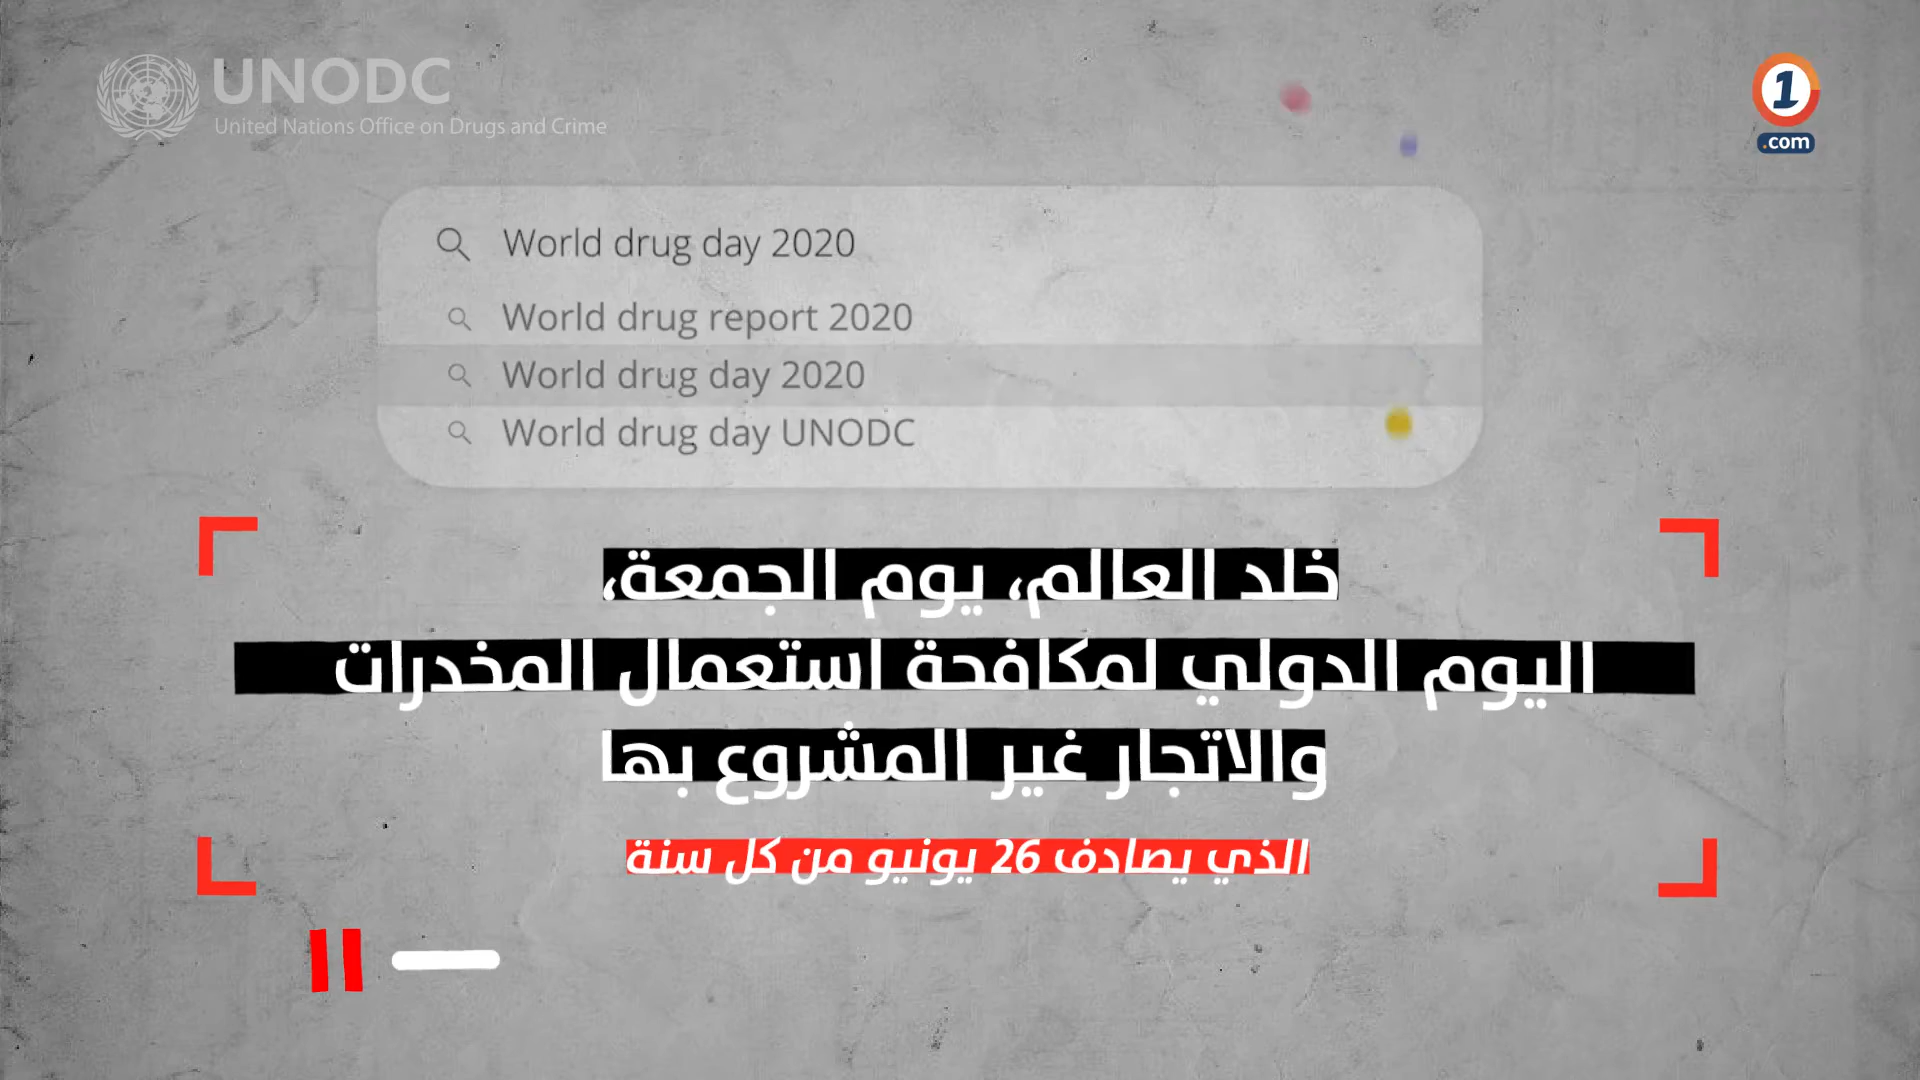 UNODC
United Nations Office on Drugs and Crime
1
.com
World drug day 2020
World drug report 2020
World drug day 2020
World drug day UNODC
خلد العالم، يوم الجمعة،
اليوم الدولي لمكافحة استعمال المخدرات
والاتجار غير المشروع بها
الذي يصادف 26 يونيو من كل سنة